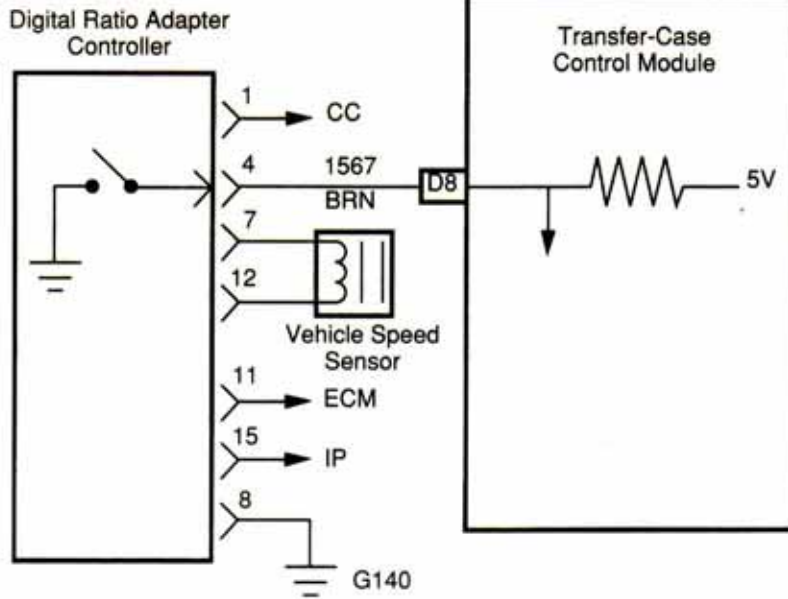 Digital Ratio Adapter
Controller
Transfer-Case
Control Module
1
CC
4
1567
BRN
D8
5V
7
12
Vehicle Speed
Sensor
11
ECM
15
IP
8
G140